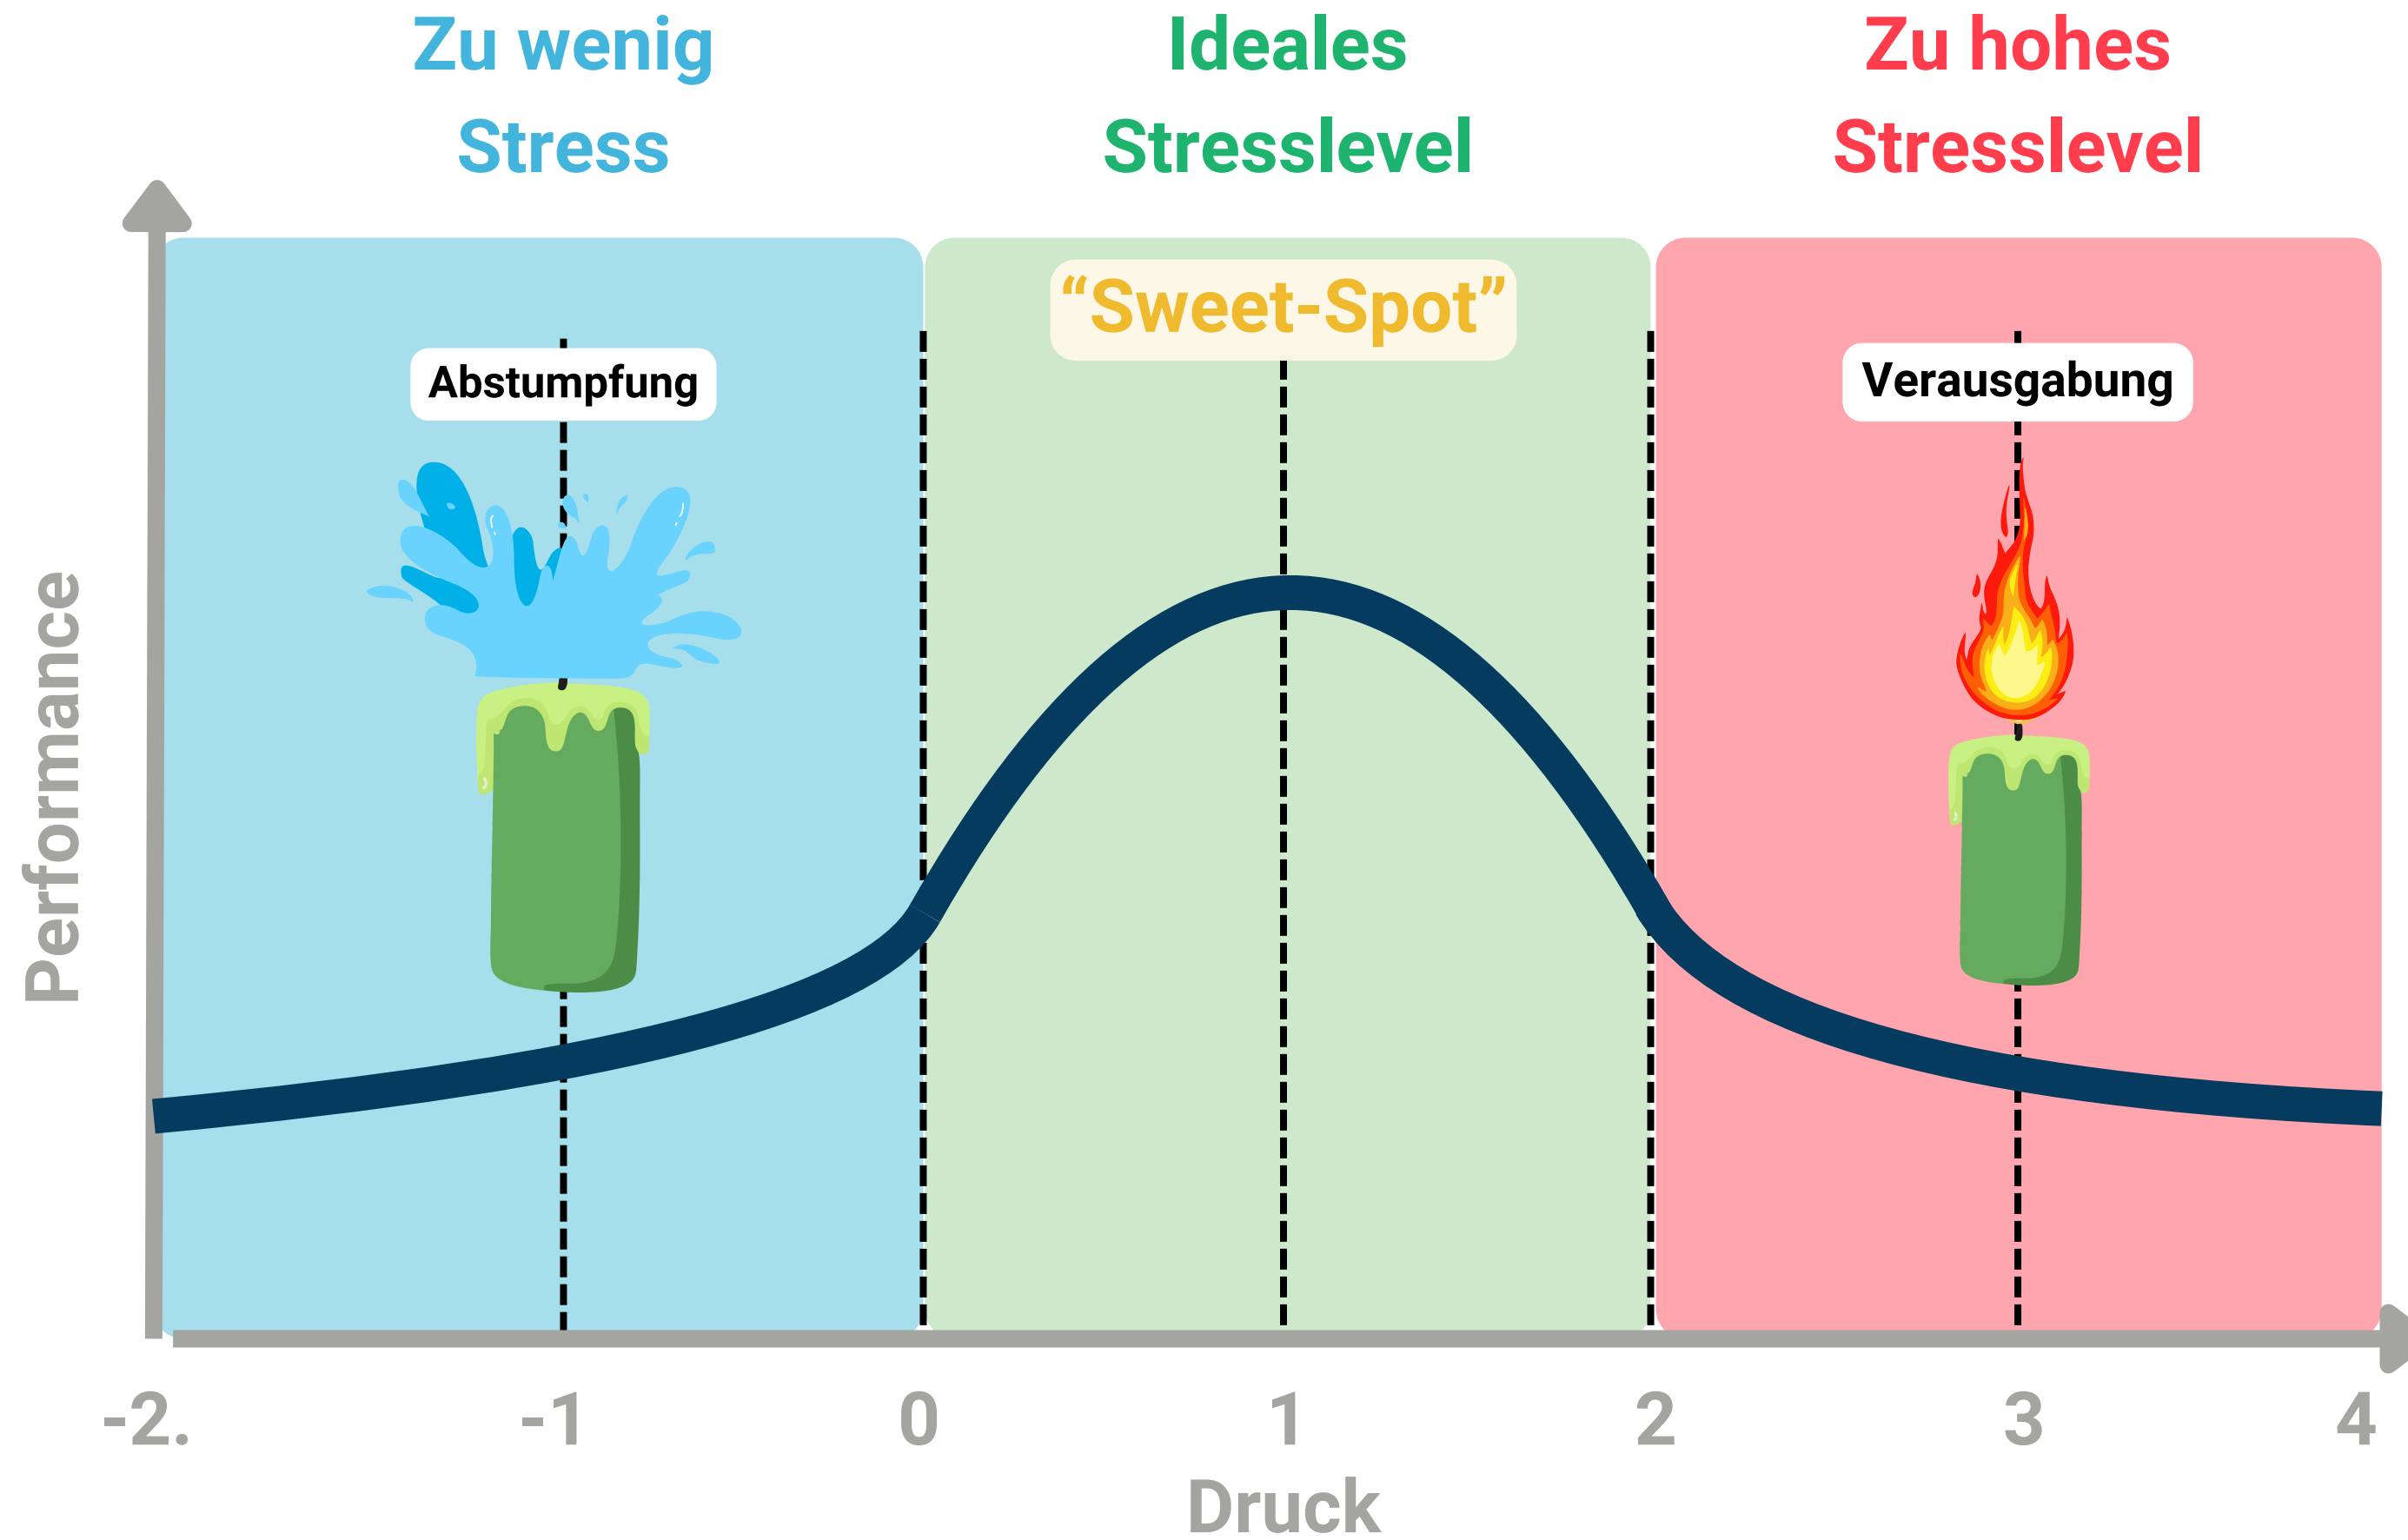 Zu wenig
Stress
Ideales
Stresslevel
Zu hohes
Stresslevel
“Sweet-Spot”
Abstumpfung
Verausgabung
Performance
-2.
-1
0
1
2
3
4
Druck